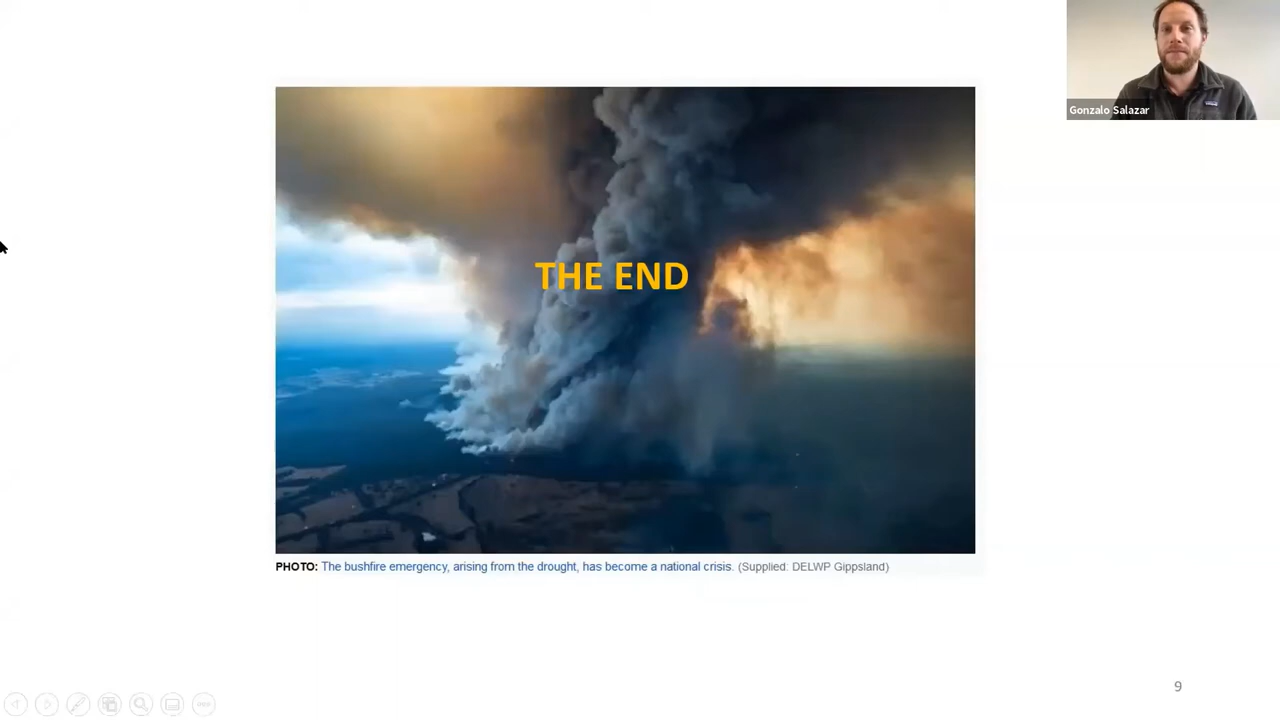 Gonzalo Salazar
THE END
PHOTO: The bushfire emergency, arising from the drought, has become a national crisis. (Supplied: DELWP Gippsland)
9